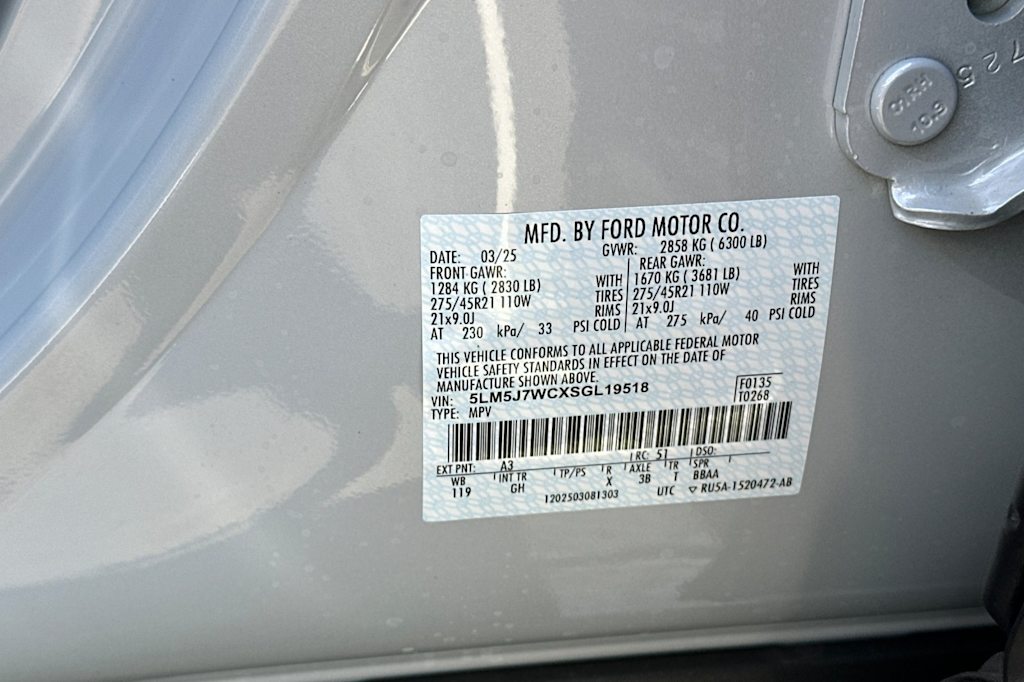 725
CTRH
10.9
MFD. BY FORD MOTOR CO.
DATE: 03/25 GVWR: 2858 KG ( 6300 LB)
FRONT GAWR: REAR GAWR:
1284 KG ( 2830 LB) WITH 1670 KG ( 3681 LB) WITH
275/45R21 110W TIRES 275/45R21 110W TIRES
21x9.0J RIMS 21x9.0J RIMS
AT 230 kPa/ 33 PSI COLD AT 275 kPa/ 40 PSI COLD
THIS VEHICLE CONFORMS TO ALL APPLICABLE FEDERAL MOTOR
VEHICLE SAFETY STANDARDS IN EFFECT ON THE DATE OF
MANUFACTURE SHOWN ABOVE.
VIN: 5LM5J7WCXSGL19518 F0135
TYPE: MPV T0268
RC: 51 DSO:
EXT PNT: A3 INT TR TP/PS R AXLE TR SPR
WB 119 GH X 3B T BBAA
1202503081303 UTC ▽ RU5A-1520472-AB